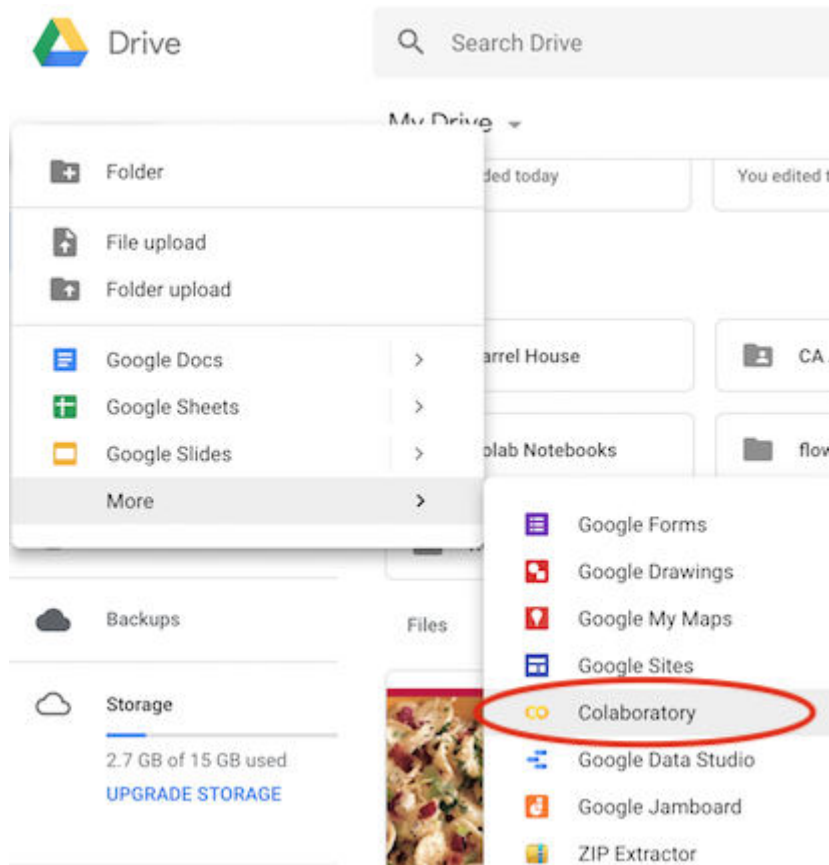 Drive
Search Drive
My Drive
Folder
ded today
You edited t
File upload
Folder upload
Google Docs
arrel House
CA
Google Sheets
Google Slides
olab Notebooks
flow
More
Google Forms
Google Drawings
Backups
Files
Google My Maps
Google Sites
Storage
Colaboratory
2.7 GB of 15 GB used
Google Data Studio
UPGRADE STORAGE
Google Jamboard
ZIP Extractor